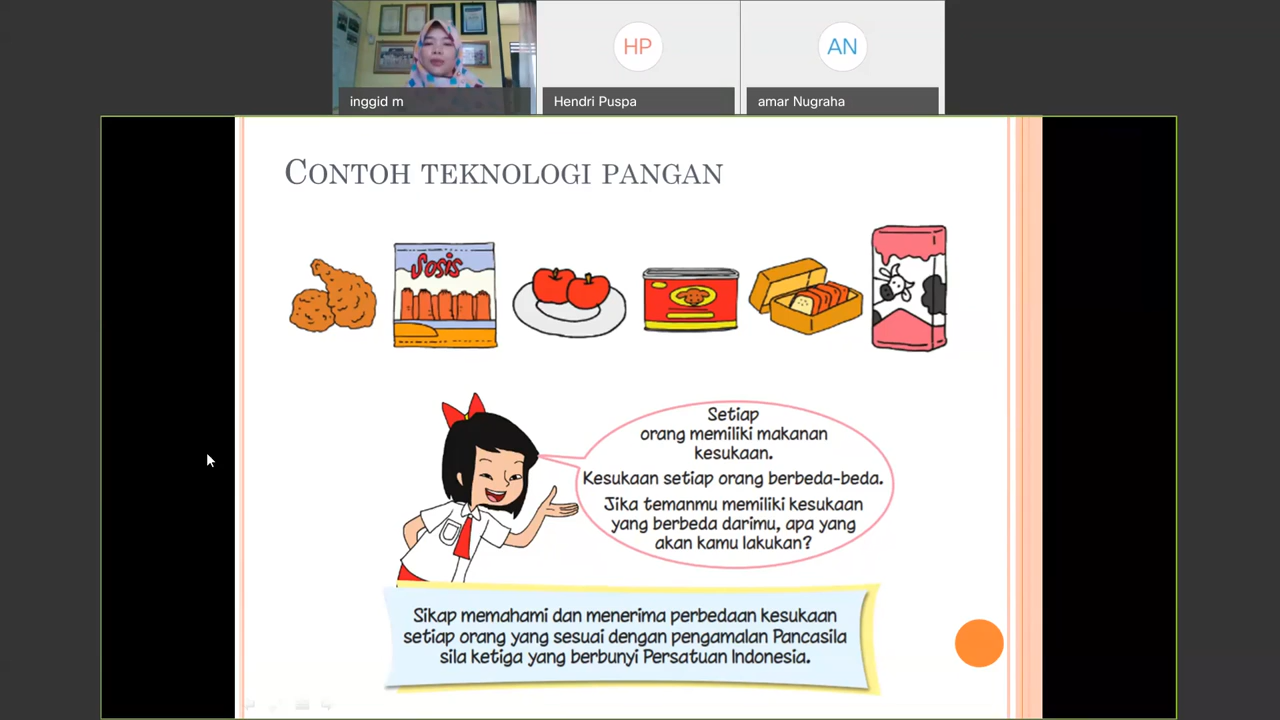 HP
AN
inggid m
Hendri Puspa
amar Nugraha
CONTOH TEKNOLOGI PANGAN
Sosis
Setiap
orang memiliki makanan
kesukaan.
Kesukaan setiap orang berbeda-beda.
Jika temanmu memiliki kesukaan
yang berbeda darimu, apa yang
akan kamu lakukan?
Sikap memahami dan menerima perbedaan kesukaan
setiap orang yang sesuai dengan pengamalan Pancasila
sila ketiga yang berbunyi Persatuan Indonesia.